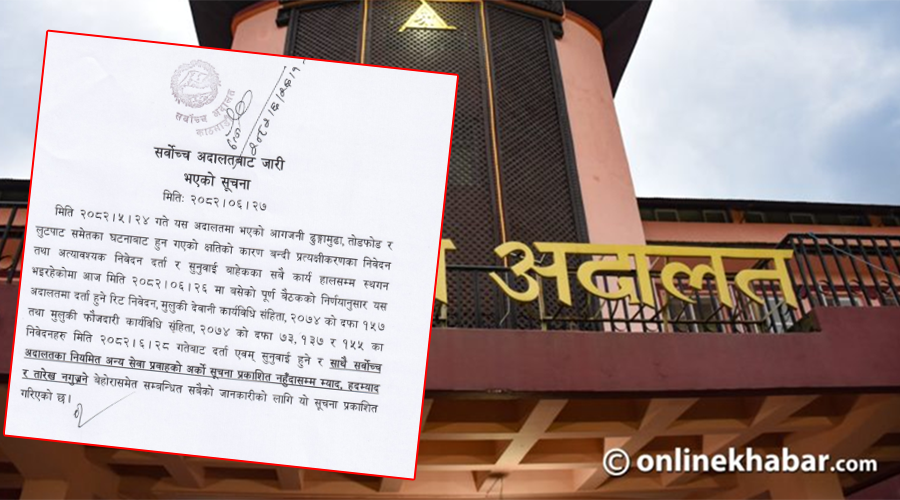 सर्वोच्च अदालत
काठमाडौं
सर्वोच्च अदालतबाट जारी
भएको सूचना
मितिः २०८२।०६।२७
मिति २०८२।५।२४ गते यस अदालतमा भएको आगजनी ढुङ्गामुढा, तोडफोड र
लुटपाट समेतका घटनाबाट हुन गएको क्षतिको कारण बन्दी प्रत्यक्षीकरणका निवेदन
तथा अत्यावश्यक निवेदन दर्ता र सुनुवाई बाहेकका सबै कार्य हालसम्म स्थगन
भइरहेकोमा आज मिति २०८२।०६।२६ मा बसेको पूर्ण बैठकको निर्णयानुसार यस
अदालतमा दर्ता हुने रिट निवेदन, मुलुकी देवानी कार्यविधि संहिता, २०७४ को दफा १५७
तथा मुलुकी फौजदारी कार्यविधि संहिता, २०७४ को दफा ७३, १३७ र १५५ का
निवेदनहरु मिति २०८२।६।२८ गतेबाट दर्ता एवम् सुनुवाई हुने र साथै सर्वोच्च
अदालतका नियमित अन्य सेवा प्रवाहको अर्को सूचना प्रकाशित नहुँदासम्म म्याद, हदम्याद
र तारेख नगुज्रने बेहोरासमेत सम्बन्धित सबैको जानकारीको लागि यो सूचना प्रकाशित
गरिएको छ।
अदालत
© onlinekhabar.com